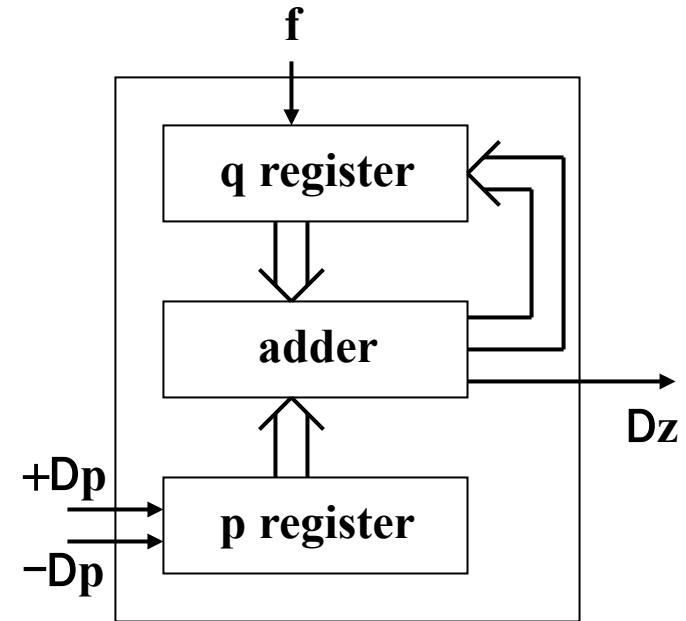 f
q register
adder
Dz
+Dp
p register
−Dp